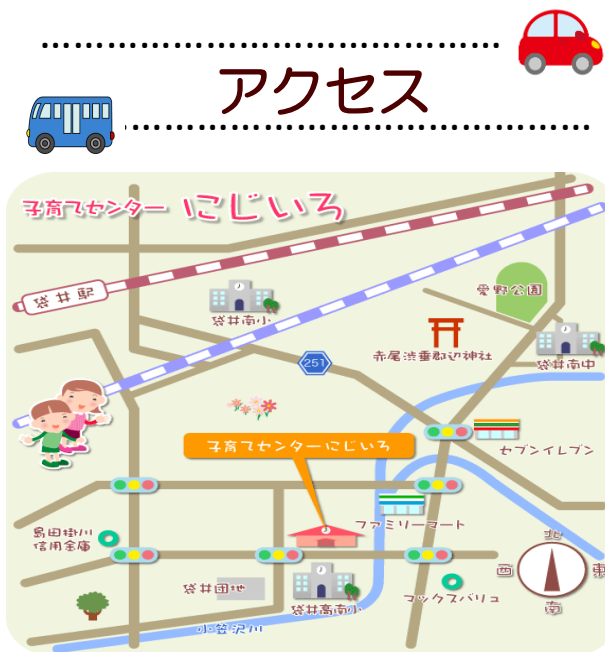 アクセス
子育てセンター にじいろ
袋井駅
愛野公園
袋井南小
赤尾渋垂郡辺神社
袋井南中
251
子育てセンターにじいろ
セブンイレブン
ファミリーマート
島田掛川
信用金庫
北
西
東
南
袋井団地
袋井高南小
マックスバリュ
小笠沢川